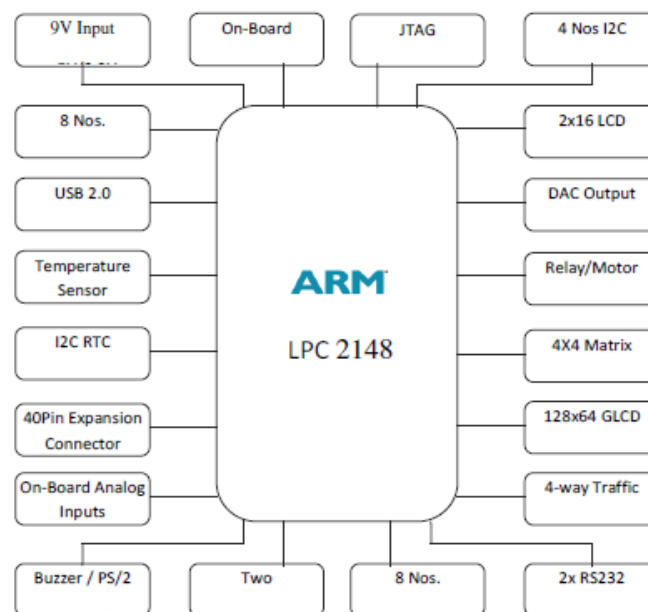 9V Input
On-Board
JTAG
4 Nos I2C
8 Nos.
2x16 LCD
USB 2.0
DAC Output
Temperature
Sensor
Relay/Motor
ARM
I2C RTC
LPC 2148
4X4 Matrix
40Pin Expansion
Connector
128x64 GLCD
On-Board Analog
Inputs
4-way Traffic
Buzzer / PS/2
Two
8 Nos.
2x RS232